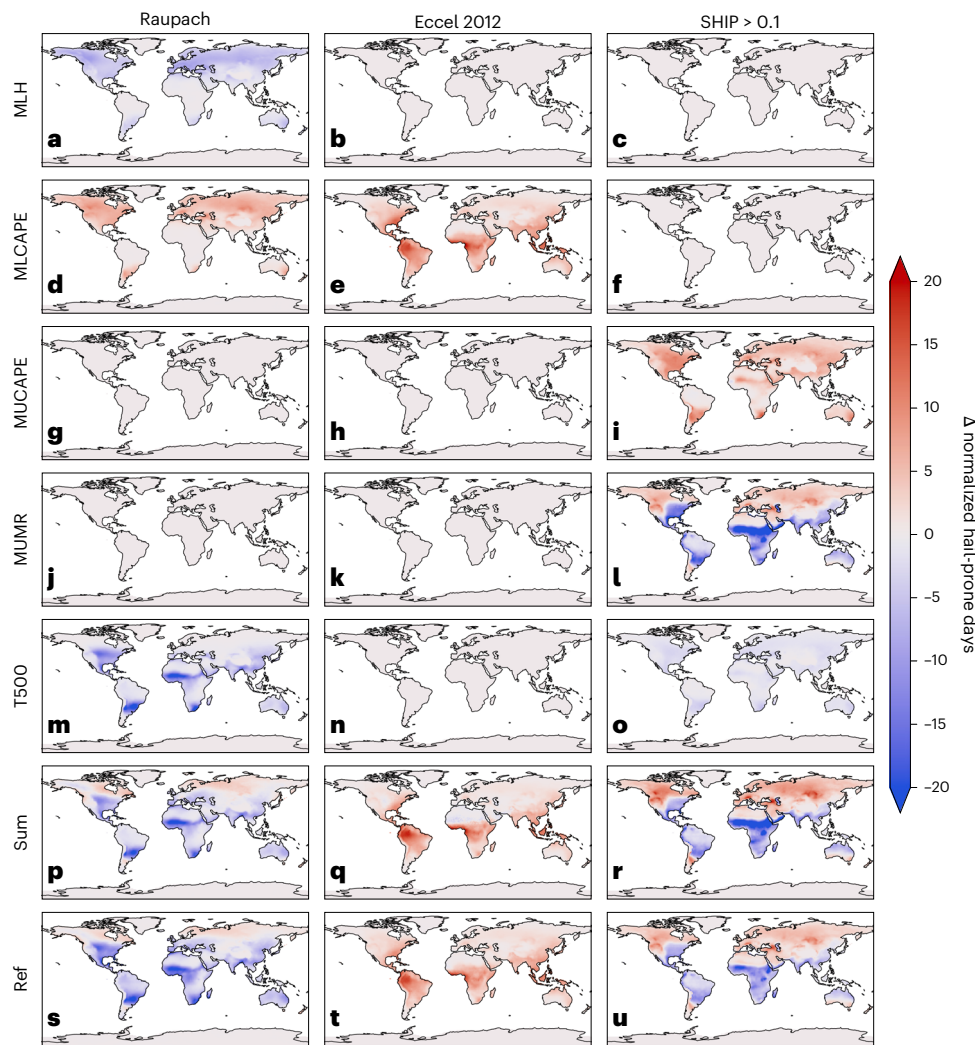 Raupach
Eccel 2012
SHIP > 0.1
MLH
a
b
c
MLCAPE
d
e
f
MUCAPE
g
h
i
MUMR
j
k
l
T500
m
n
o
Sum
p
q
r
Ref
s
t
u
20
15
10
5
0
–5
–10
–15
–20
Δ normalized hail-prone days